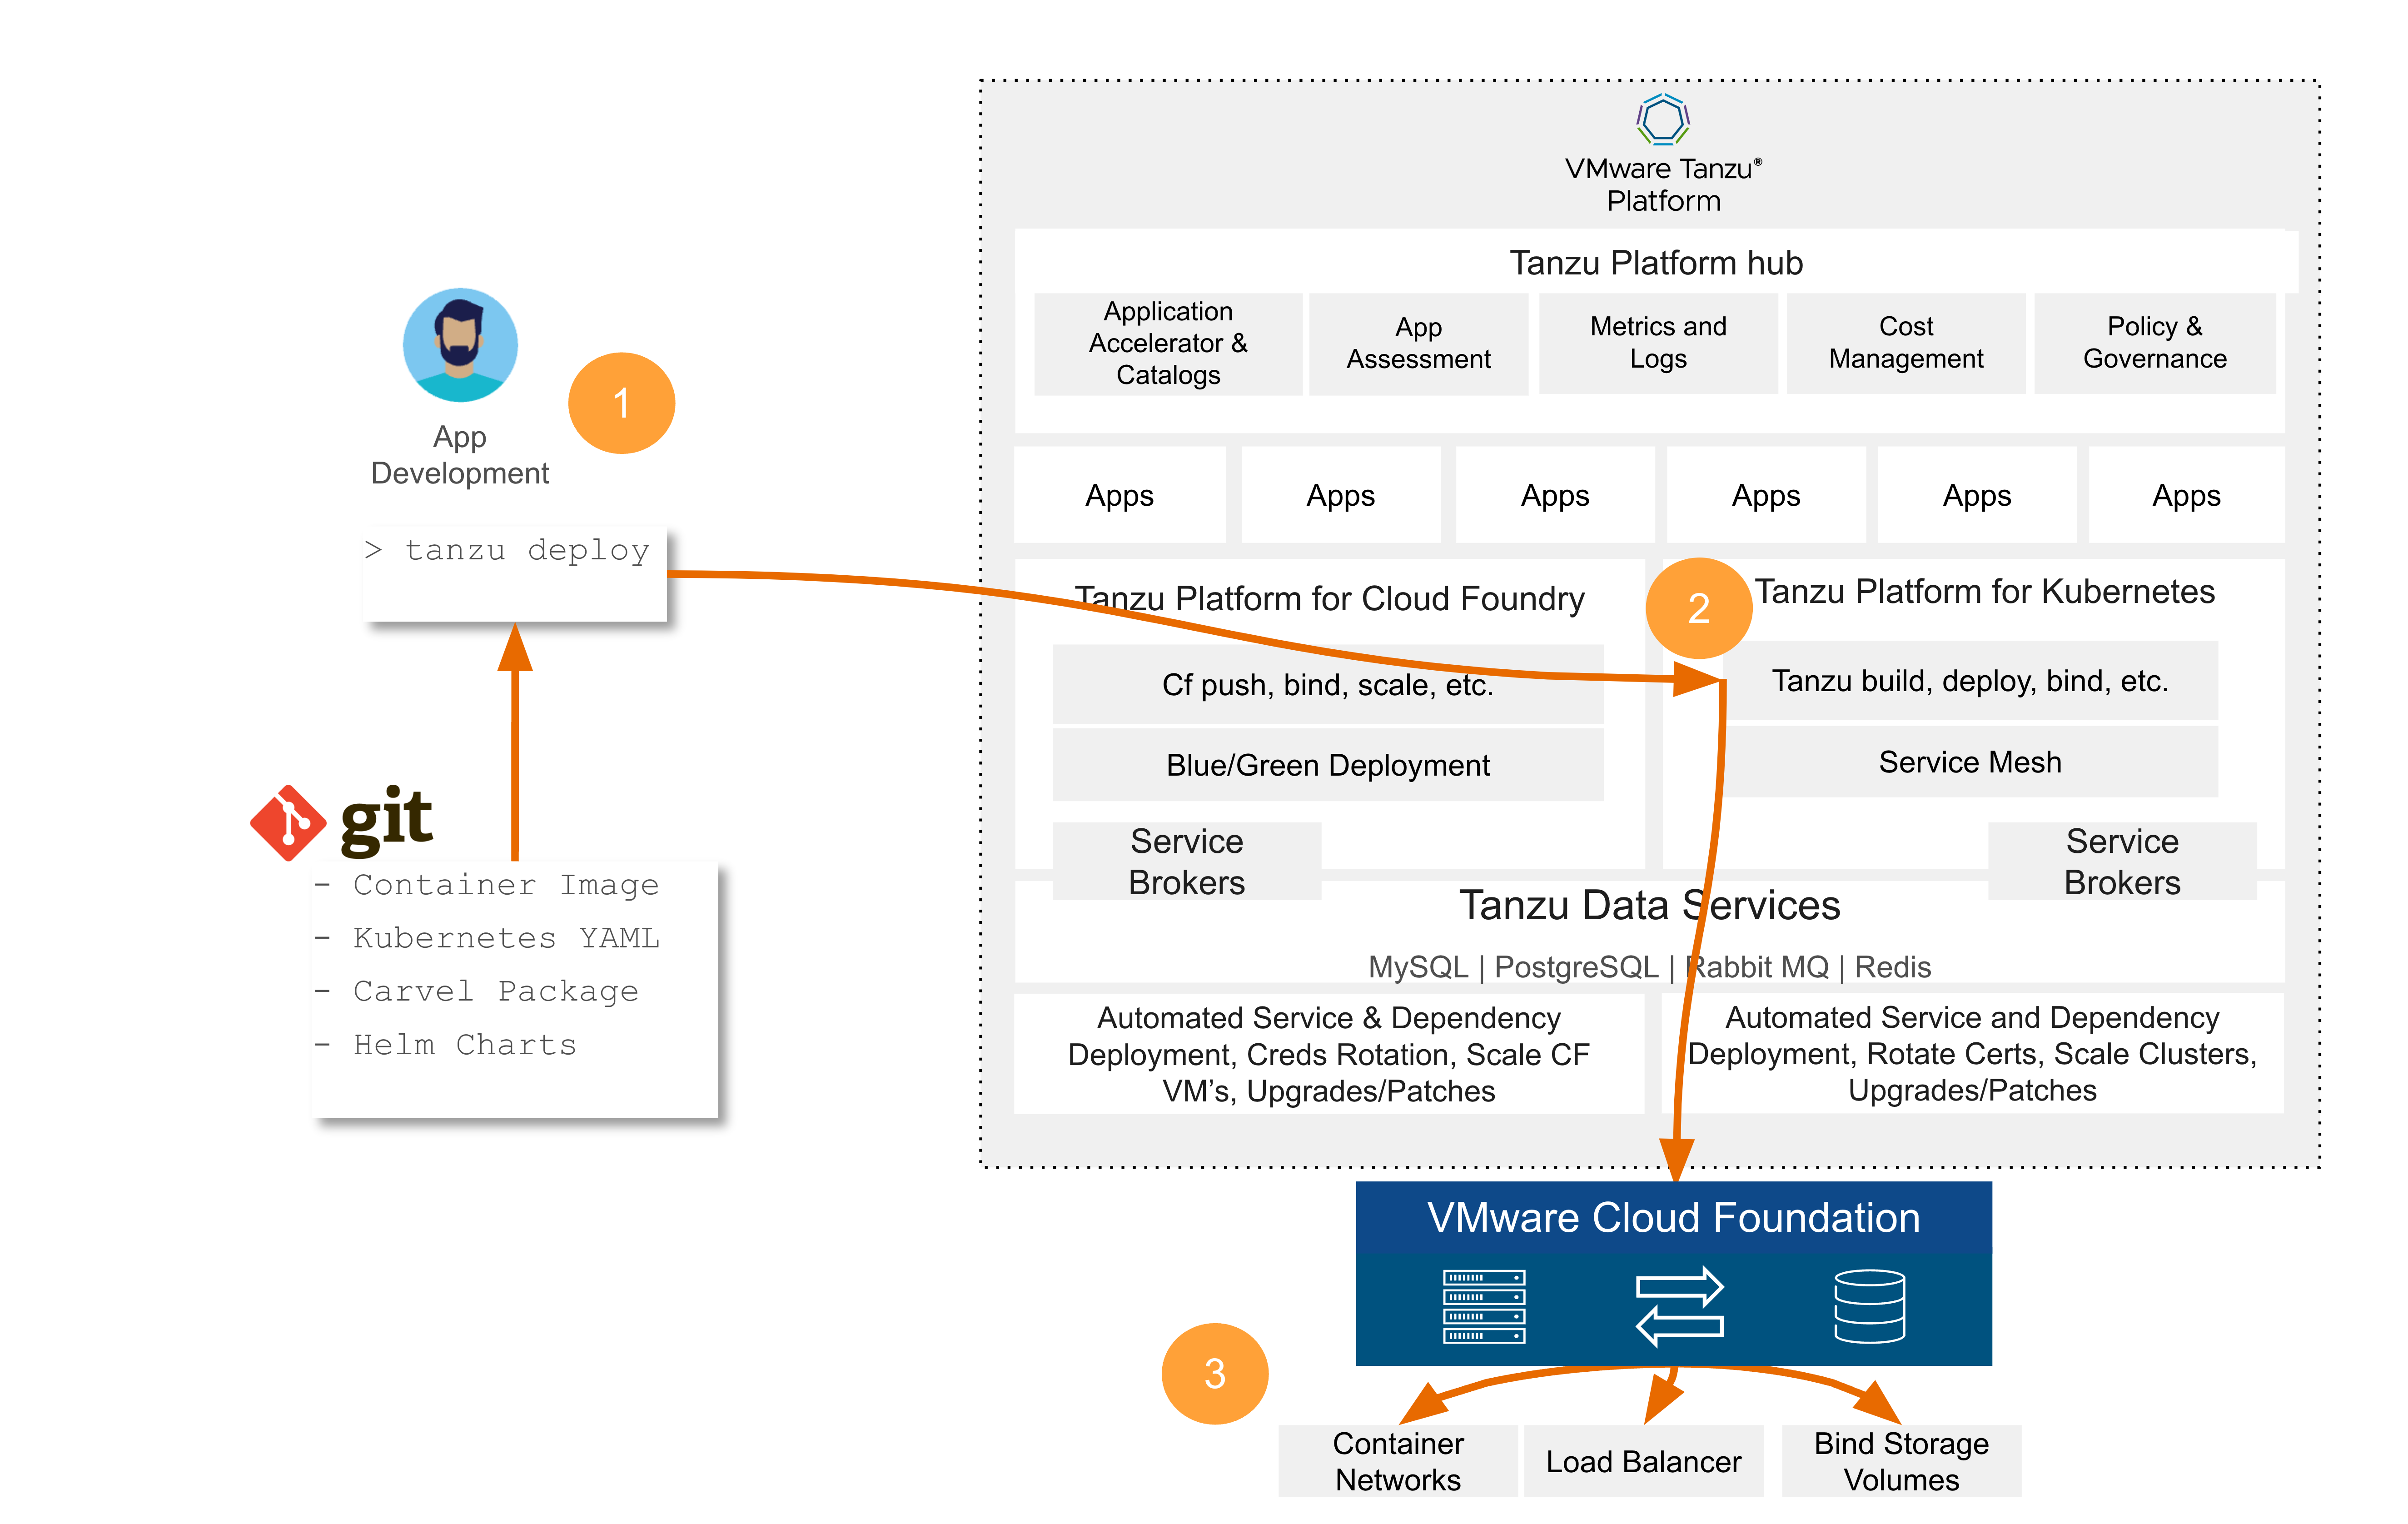 VMware Tanzu®
Platform
Tanzu Platform hub
Application
Accelerator &
Catalogs
App
Assessment
Metrics and
Logs
Cost
Management
Policy &
Governance
1
App
Development
Apps
Apps
Apps
Apps
Apps
Apps
> tanzu deploy
Tanzu Platform for Cloud Foundry
2
Tanzu Platform for Kubernetes
Cf push, bind, scale, etc.
Tanzu build, deploy, bind, etc.
Blue/Green Deployment
Service Mesh
git
- Container Image
- Kubernetes YAML
- Carvel Package
- Helm Charts
Service
Brokers
Service
Brokers
Tanzu Data Services
MySQL | PostgreSQL | Rabbit MQ | Redis
Automated Service & Dependency
Deployment, Creds Rotation, Scale CF
VM’s, Upgrades/Patches
Automated Service and Dependency
Deployment, Rotate Certs, Scale Clusters,
Upgrades/Patches
VMware Cloud Foundation
3
Container
Networks
Load Balancer
Bind Storage
Volumes